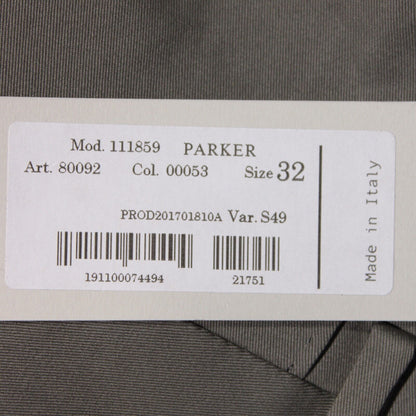 Mod. 111859 PARKER
Art. 80092 Col. 00053 Size 32
PROD201701810A Var. S49
191100074494 21751
Made in Italy